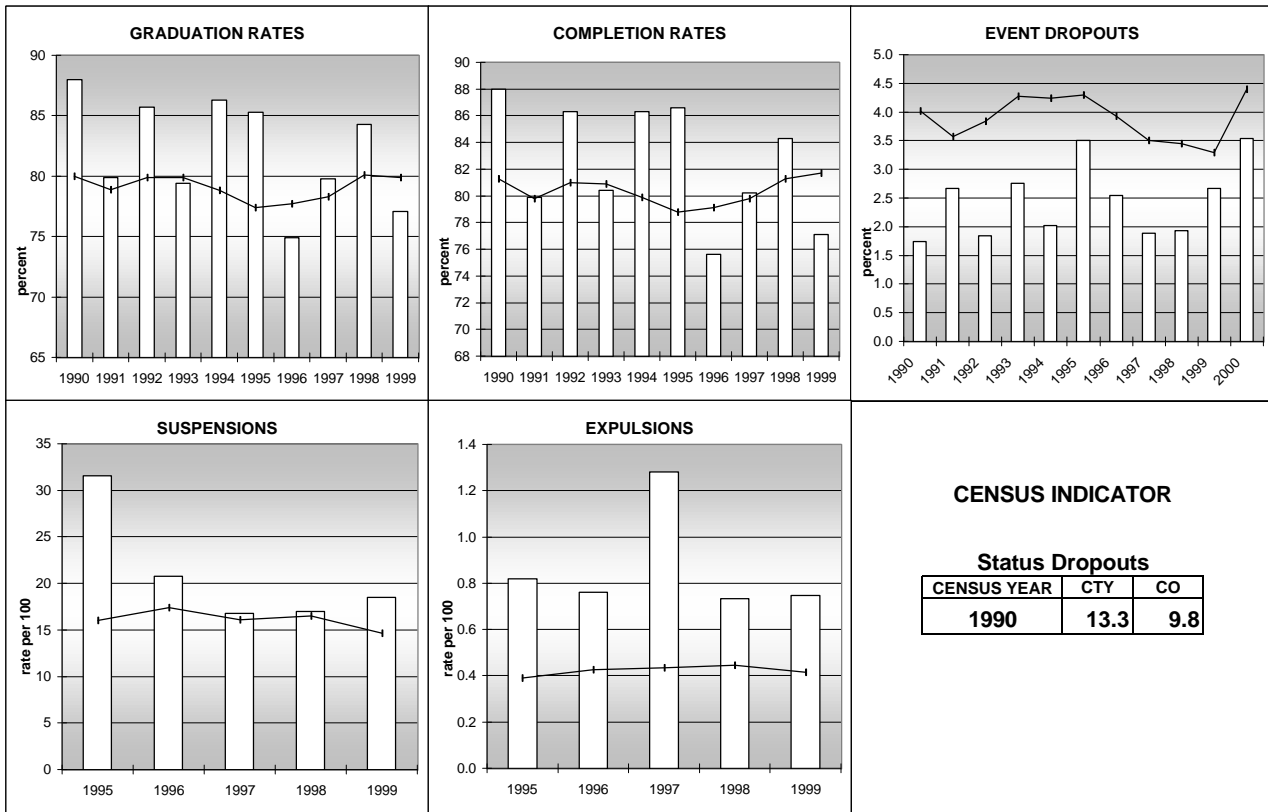 GRADUATION RATES
90
85
80
75
70
65
percent
1990 1991 1992 1993 1994 1995 1996 1997 1998 1999
COMPLETION RATES
90
88
86
84
82
80
78
76
74
72
70
68
percent
1990 1991 1992 1993 1994 1995 1996 1997 1998 1999
EVENT DROPOUTS
5.0
4.5
4.0
3.5
3.0
2.5
2.0
1.5
1.0
0.5
0.0
percent
1990 1991 1992 1993 1994 1995 1996 1997 1998 1999 2000
SUSPENSIONS
35
30
25
20
15
10
5
0
rate per 100
1995 1996 1997 1998 1999
EXPULSIONS
1.4
1.2
1.0
0.8
0.6
0.4
0.2
0.0
rate per 100
1995 1996 1997 1998 1999
CENSUS INDICATOR
Status Dropouts
CENSUS YEAR CTY CO
1990 13.3 9.8